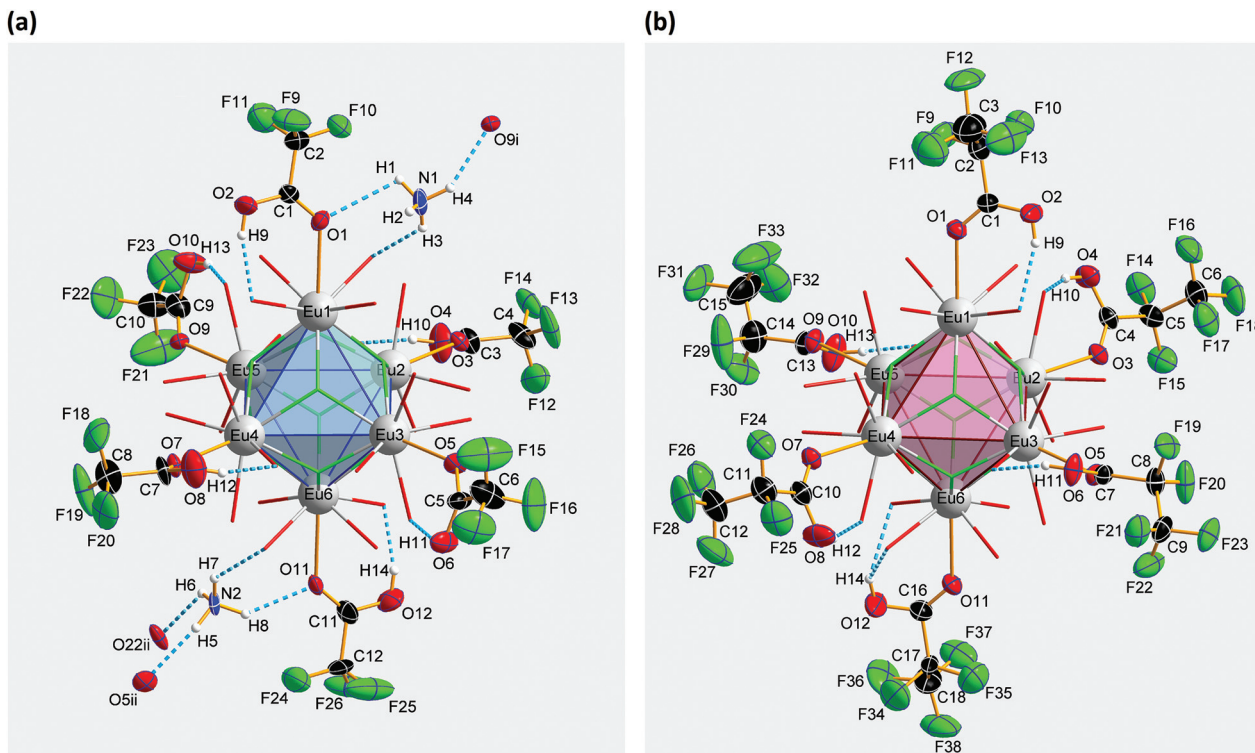 (a)
(b)
F11
F9
F10
C2
O9i
H1
N1
O2
H4
C1
H2
O1
H3
H9
O10
F23
H13
F14
F13
F22
Eu1
O4
C9
H10
C4
C10
O9
C3
O3
F21
Eu5
Eu2
F12
F18
Eu4
Eu3
O5
F15
O7
C8
C6
C7
O8
Eu6
C5
H12
F16
F19
H11
F17
F20
O6
H7
H14
O11
H6
N2
O12
H8
C11
H5
O22ii
C12
O5ii
F24
F26
F25
F12
C3
F10
F9
F11
C2
F13
O2
O1
C1
F16
H9
F33
O4
F14
F31
F32
C6
H10
C15
Eu1
O9
O10
C4
C5
F18
C14
H13
F17
F29
C13
O3
F30
Eu5
Eu2
F15
F24
Eu4
Eu3
F19
O7
O5
F26
C11
H11
C8
Eu6
O6
C7
F20
C10
F28
C12
F21
F25
O8
H12
C9
F23
F27
H14
F22
C16
O11
O12
F37
C17
F36
F35
F34
C18
F38